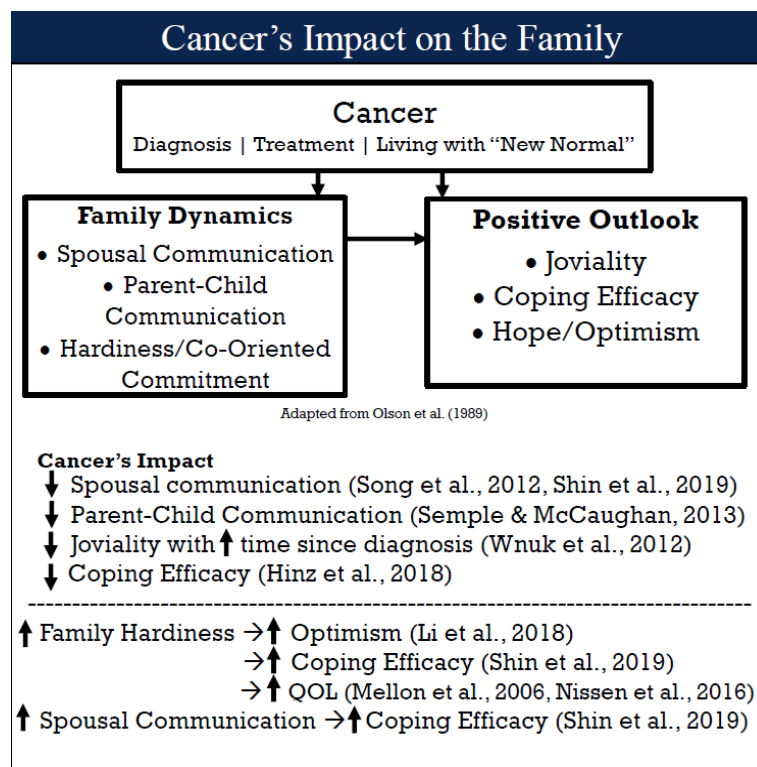 Cancer's Impact on the Family
Cancer
Diagnosis | Treatment | Living with “New Normal”
Family Dynamics
• Spousal Communication
• Parent-Child
Communication
• Hardiness/Co-Oriented
Commitment
Positive Outlook
• Joviality
• Coping Efficacy
• Hope/Optimism
Adapted from Olson et al. (1989)
Cancer's Impact
↓ Spousal communication (Song et al., 2012, Shin et al., 2019)
↓ Parent-Child Communication (Semple & McCaughan, 2013)
↓ Joviality with ↑ time since diagnosis (Wnuk et al., 2012)
↓ Coping Efficacy (Hinz et al., 2018)
↑ Family Hardiness → ↑ Optimism (Li et al., 2018)
→ ↑ Coping Efficacy (Shin et al., 2019)
→ ↑ QOL (Mellon et al., 2006, Nissen et al., 2016)
↑ Spousal Communication → ↑ Coping Efficacy (Shin et al., 2019)